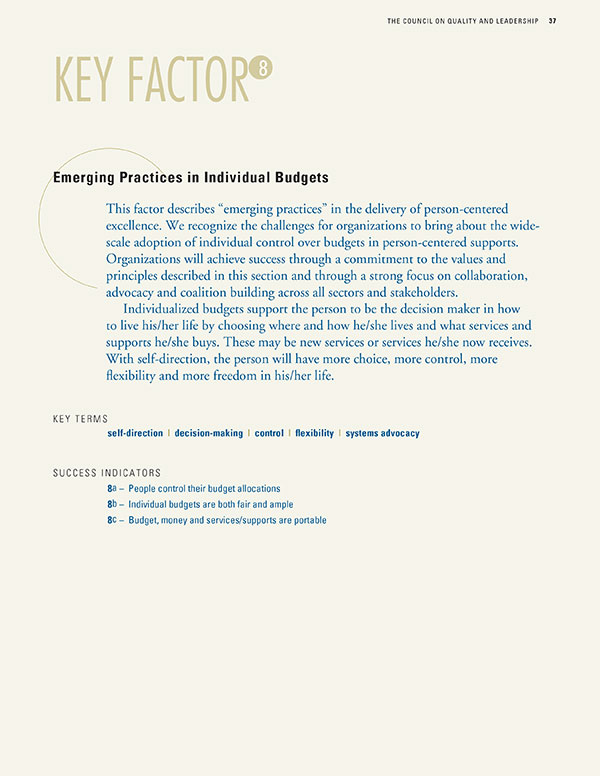 THE COUNCIL ON QUALITY AND LEADERSHIP 37
KEY FACTOR 8
Emerging Practices in Individual Budgets
This factor describes “emerging practices” in the delivery of person-centered
excellence. We recognize the challenges for organizations to bring about the wide-
scale adoption of individual control over budgets in person-centered supports.
Organizations will achieve success through a commitment to the values and
principles described in this section and through a strong focus on collaboration,
advocacy and coalition building across all sectors and stakeholders.
Individualized budgets support the person to be the decision maker in how
to live his/her life by choosing where and how he/she lives and what services and
supports he/she buys. These may be new services or services he/she now receives.
With self-direction, the person will have more choice, more control, more
flexibility and more freedom in his/her life.
KEY TERMS
self-direction | decision-making | control | flexibility | systems advocacy
SUCCESS INDICATORS
8a – People control their budget allocations
8b – Individual budgets are both fair and ample
8c – Budget, money and services/supports are portable